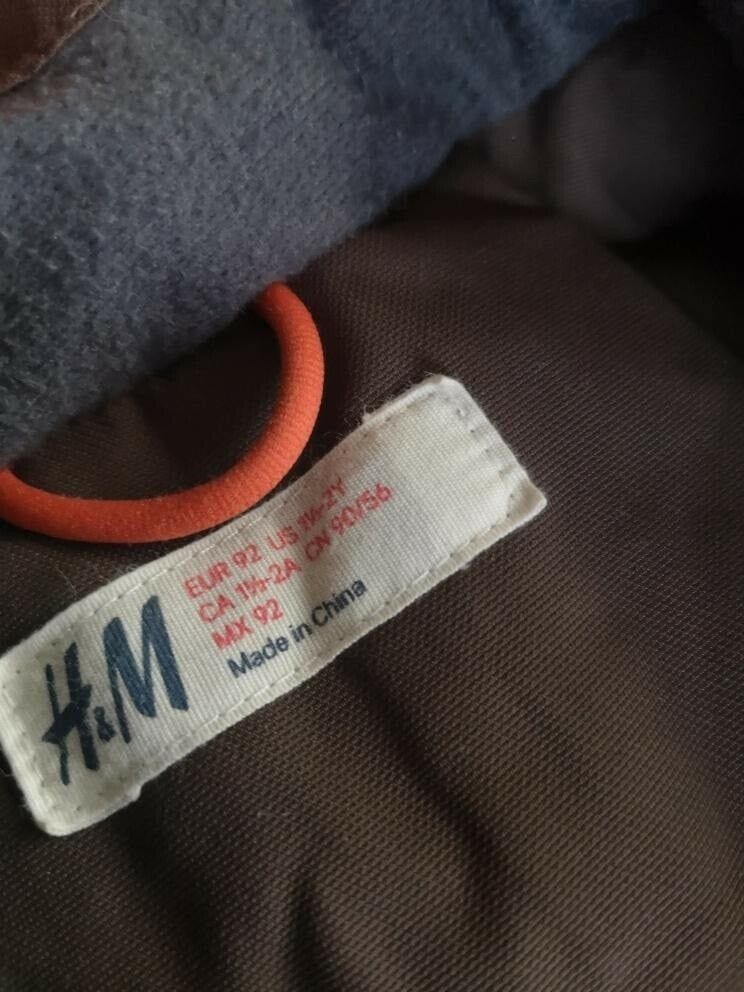 H&M
EUR 92 US 1½-2Y
CA 1½-2A CN 90/56
MX 92
Made in China